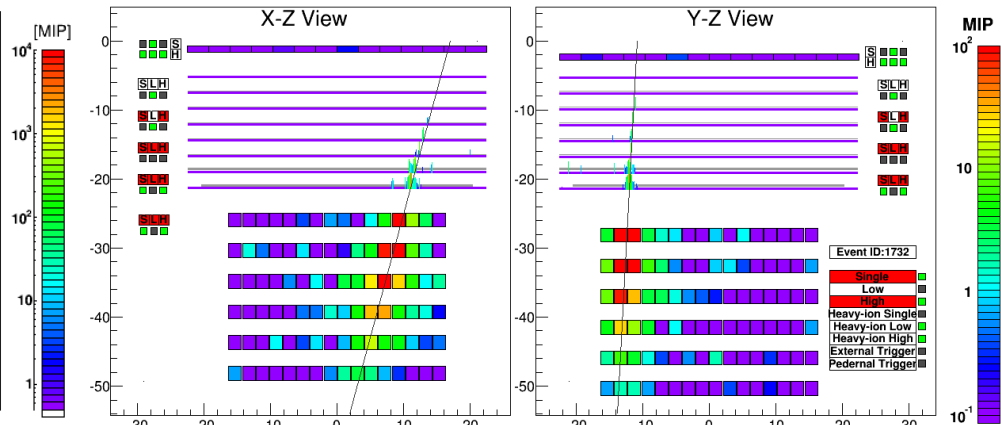 [MIP]
10⁴
10³
10²
10
1
X-Z View
0
-10
-20
-30
-40
-50
S
H
S L H
S L H
S L H
S L H
S L H
20
10
0
10
20
Y-Z View
S
H
S L H
S L H
S L H
S L H
20
10
0
10
20
30
Event ID:1732
Single
Low
High
Heavy-ion Single
Heavy-ion Low
Heavy-ion High
External Trigger
Pedernal Trigger
0
-10
-20
-30
-40
-50
MIP
10²
10
1
10⁻¹